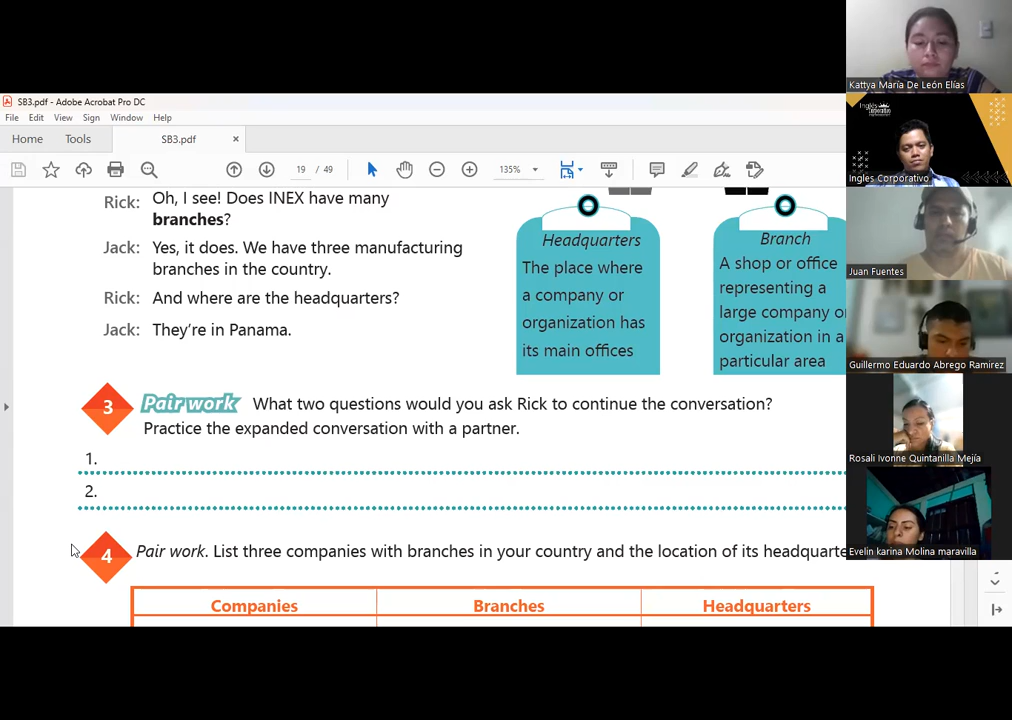 SB3.pdf - Adobe Acrobat Pro DC
File Edit View Sign Window Help
Home Tools SB3.pdf ×
19 / 49 135%
Rick: Oh, I see! Does INEX have many
branches?
Jack: Yes, it does. We have three manufacturing
branches in the country.
Rick: And where are the headquarters?
Jack: They're in Panama.
Headquarters
The place where
a company or
organization has
its main offices
Branch
A shop or office
representing a
large company or
organization in a
particular area
3 Pair work What two questions would you ask Rick to continue the conversation?
Practice the expanded conversation with a partner.
1.
2.
4 Pair work. List three companies with branches in your country and the location of its headquarte
Companies Branches Headquarters
Kattya María De León Elías
Inglés
Corporativo
Ingles Corporativo
Juan Fuentes
Guillermo Eduardo Abrego Ramirez
Rosali Ivonne Quintanilla Mejía
Evelin karina Molina maravilla